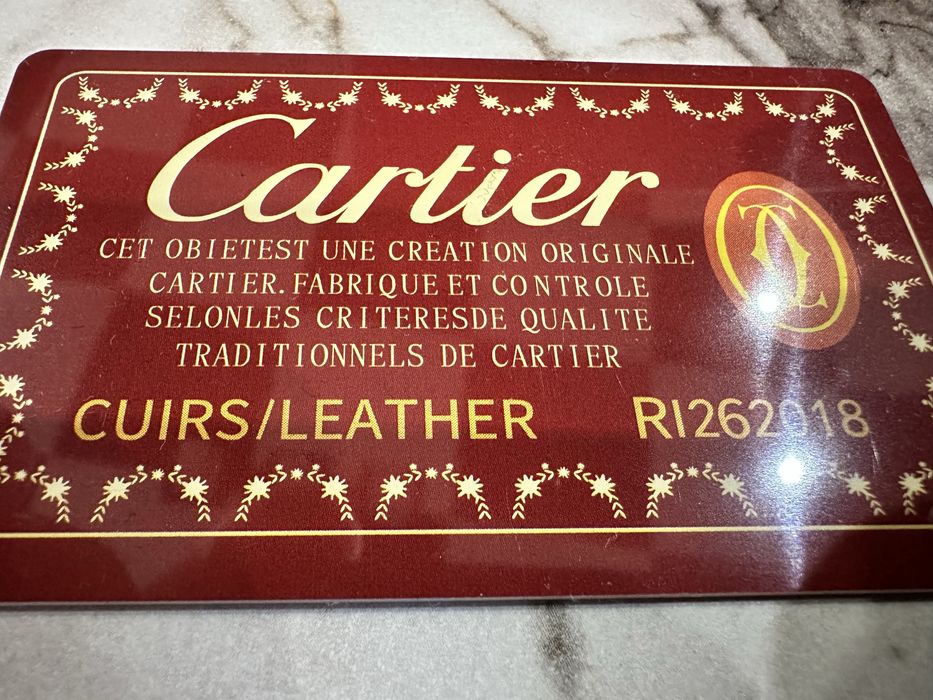 Cartier
CET OBIETEST UNE CREATION ORIGINALE
CARTIER. FABRIQUE ET CONTROLE
SELONLES CRITERESDE QUALITE
TRADITIONNELS DE CARTIER
CUIRS/LEATHER RI262018